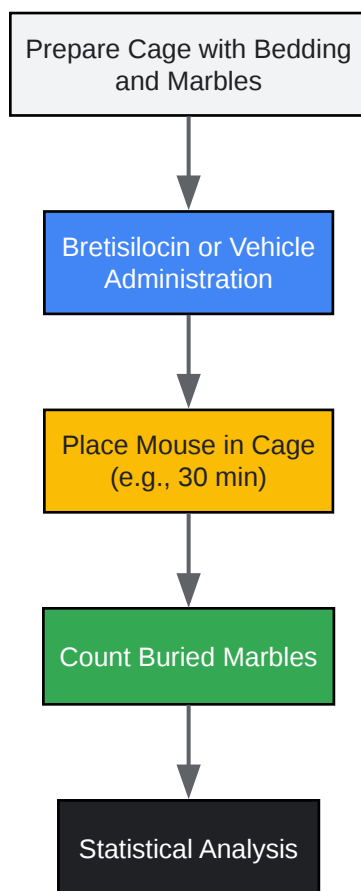 Prepare Cage with Bedding
and Marbles
Bretisilocin or Vehicle
Administration
Place Mouse in Cage
(e.g., 30 min)
Count Buried Marbles
Statistical Analysis